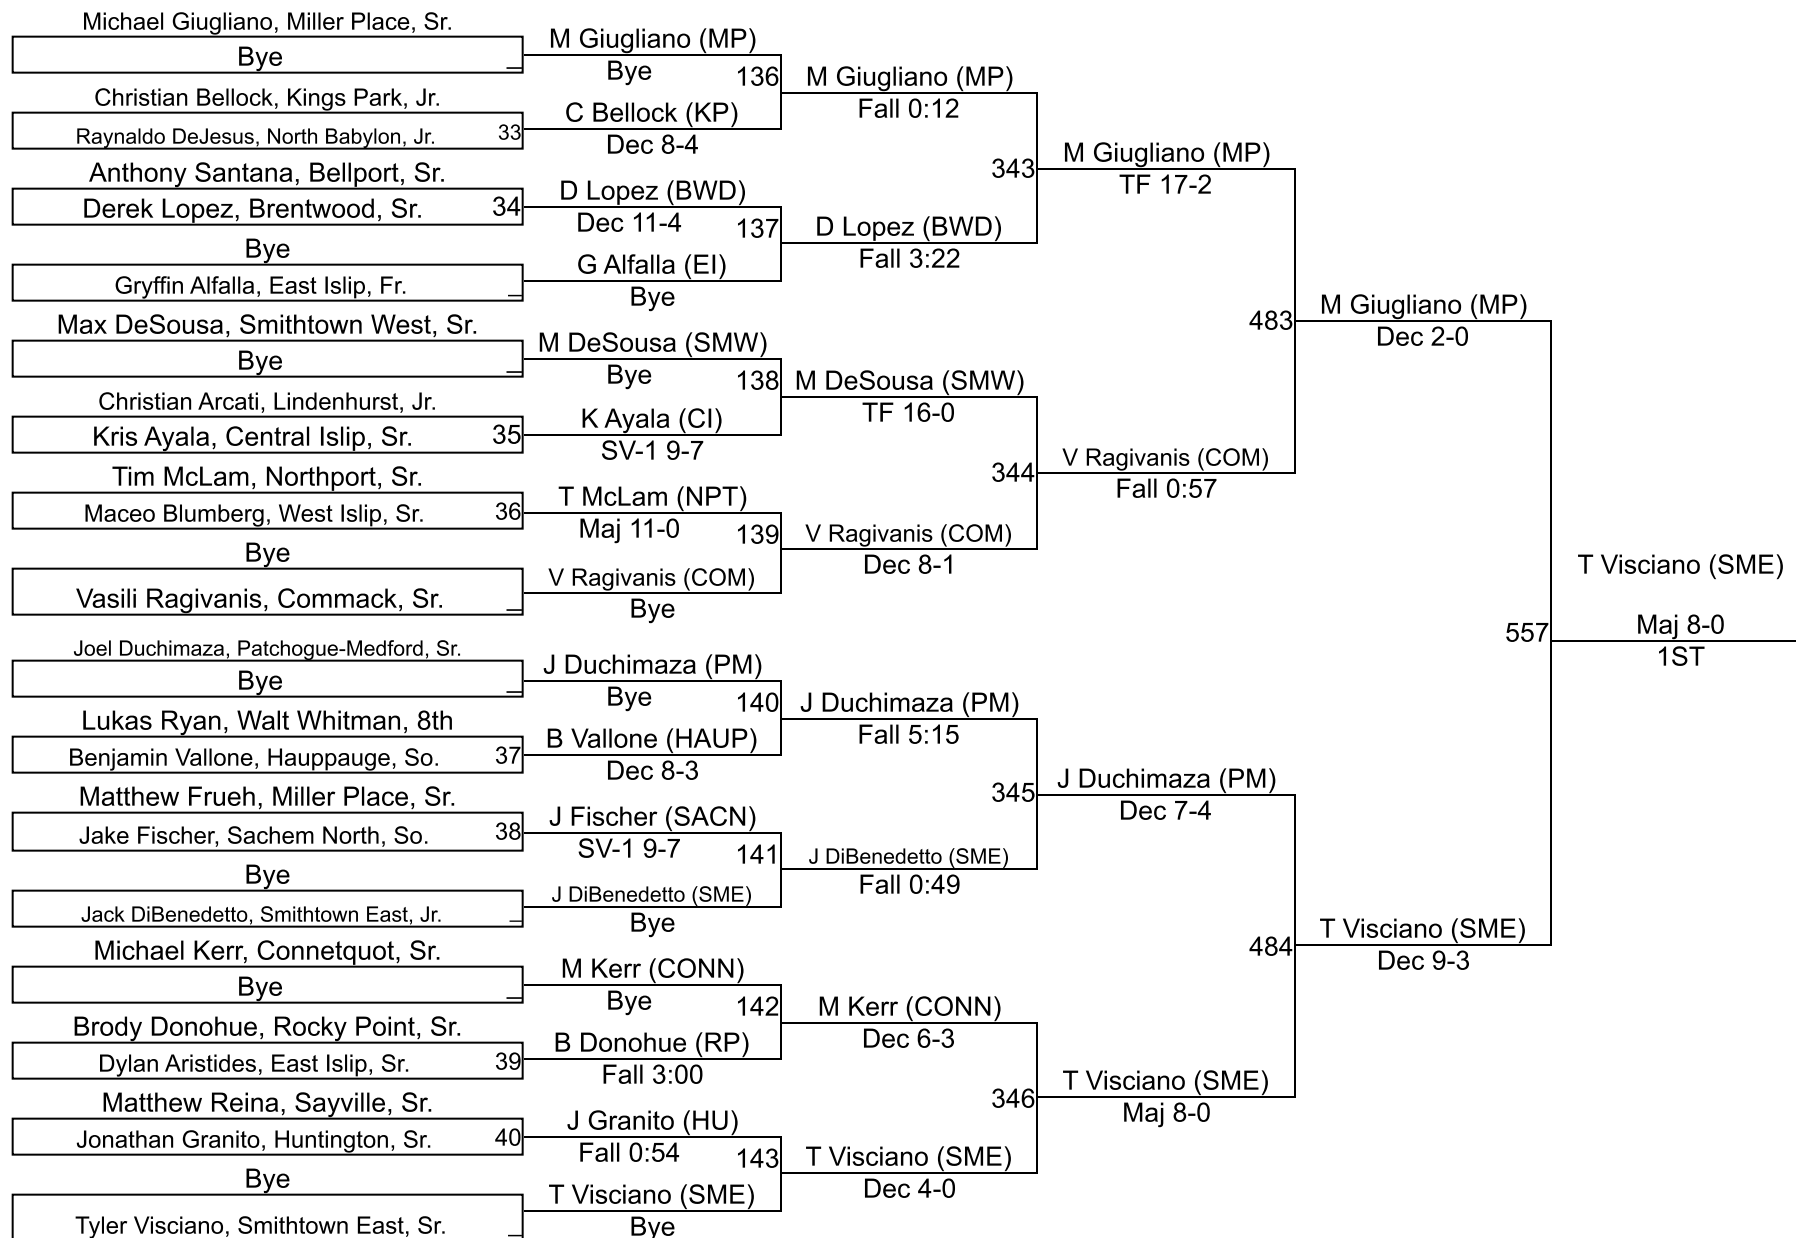 Michael Giugliano, Miller Place, Sr.
Bye
Christian Bellock, Kings Park, Jr.
Raynaldo DeJesus, North Babylon, Jr. 33
Anthony Santana, Bellport, Sr.
Derek Lopez, Brentwood, Sr. 34
Bye
Gryffin Alfalla, East Islip, Fr.
Max DeSousa, Smithtown West, Sr.
Bye
Christian Arcati, Lindenhurst, Jr.
Kris Ayala, Central Islip, Sr. 35
Tim McLam, Northport, Sr.
Maceo Blumberg, West Islip, Sr. 36
Bye
Vasili Ragivanis, Commack, Sr.
Joel Duchimaza, Patchogue-Medford, Sr.
Bye
Lukas Ryan, Walt Whitman, 8th
Benjamin Vallone, Hauppauge, So. 37
Matthew Frueh, Miller Place, Sr.
Jake Fischer, Sachem North, So. 38
Bye
Jack DiBenedetto, Smithtown East, Jr.
Michael Kerr, Connetquot, Sr.
Bye
Brody Donohue, Rocky Point, Sr.
Dylan Aristides, East Islip, Sr. 39
Matthew Reina, Sayville, Sr.
Jonathan Granito, Huntington, Sr. 40
Bye
Tyler Visciano, Smithtown East, Sr.
M Giugliano (MP)
Bye
136
C Bellock (KP)
Dec 8-4
D Lopez (BWD)
Dec 11-4
137
G Alfalla (EI)
Bye
M DeSousa (SMW)
Bye
138
K Ayala (CI)
SV-1 9-7
T McLam (NPT)
Maj 11-0
139
V Ragivanis (COM)
Bye
J Duchimaza (PM)
Bye
140
B Vallone (HAUP)
Dec 8-3
J Fischer (SACN)
SV-1 9-7
141
J DiBenedetto (SME)
Bye
M Kerr (CONN)
Bye
142
B Donohue (RP)
Fall 3:00
J Granito (HU)
Fall 0:54
143
T Visciano (SME)
Bye
M Giugliano (MP)
Fall 0:12
343
D Lopez (BWD)
Fall 3:22
M DeSousa (SMW)
TF 16-0
344
V Ragivanis (COM)
Dec 8-1
J Duchimaza (PM)
Fall 5:15
345
J DiBenedetto (SME)
Fall 0:49
M Kerr (CONN)
Dec 6-3
346
T Visciano (SME)
Dec 4-0
M Giugliano (MP)
TF 17-2
483
V Ragivanis (COM)
Fall 0:57
J Duchimaza (PM)
Dec 7-4
484
T Visciano (SME)
Maj 8-0
M Giugliano (MP)
Dec 2-0
557
T Visciano (SME)
Dec 9-3
T Visciano (SME)
Maj 8-0
1ST